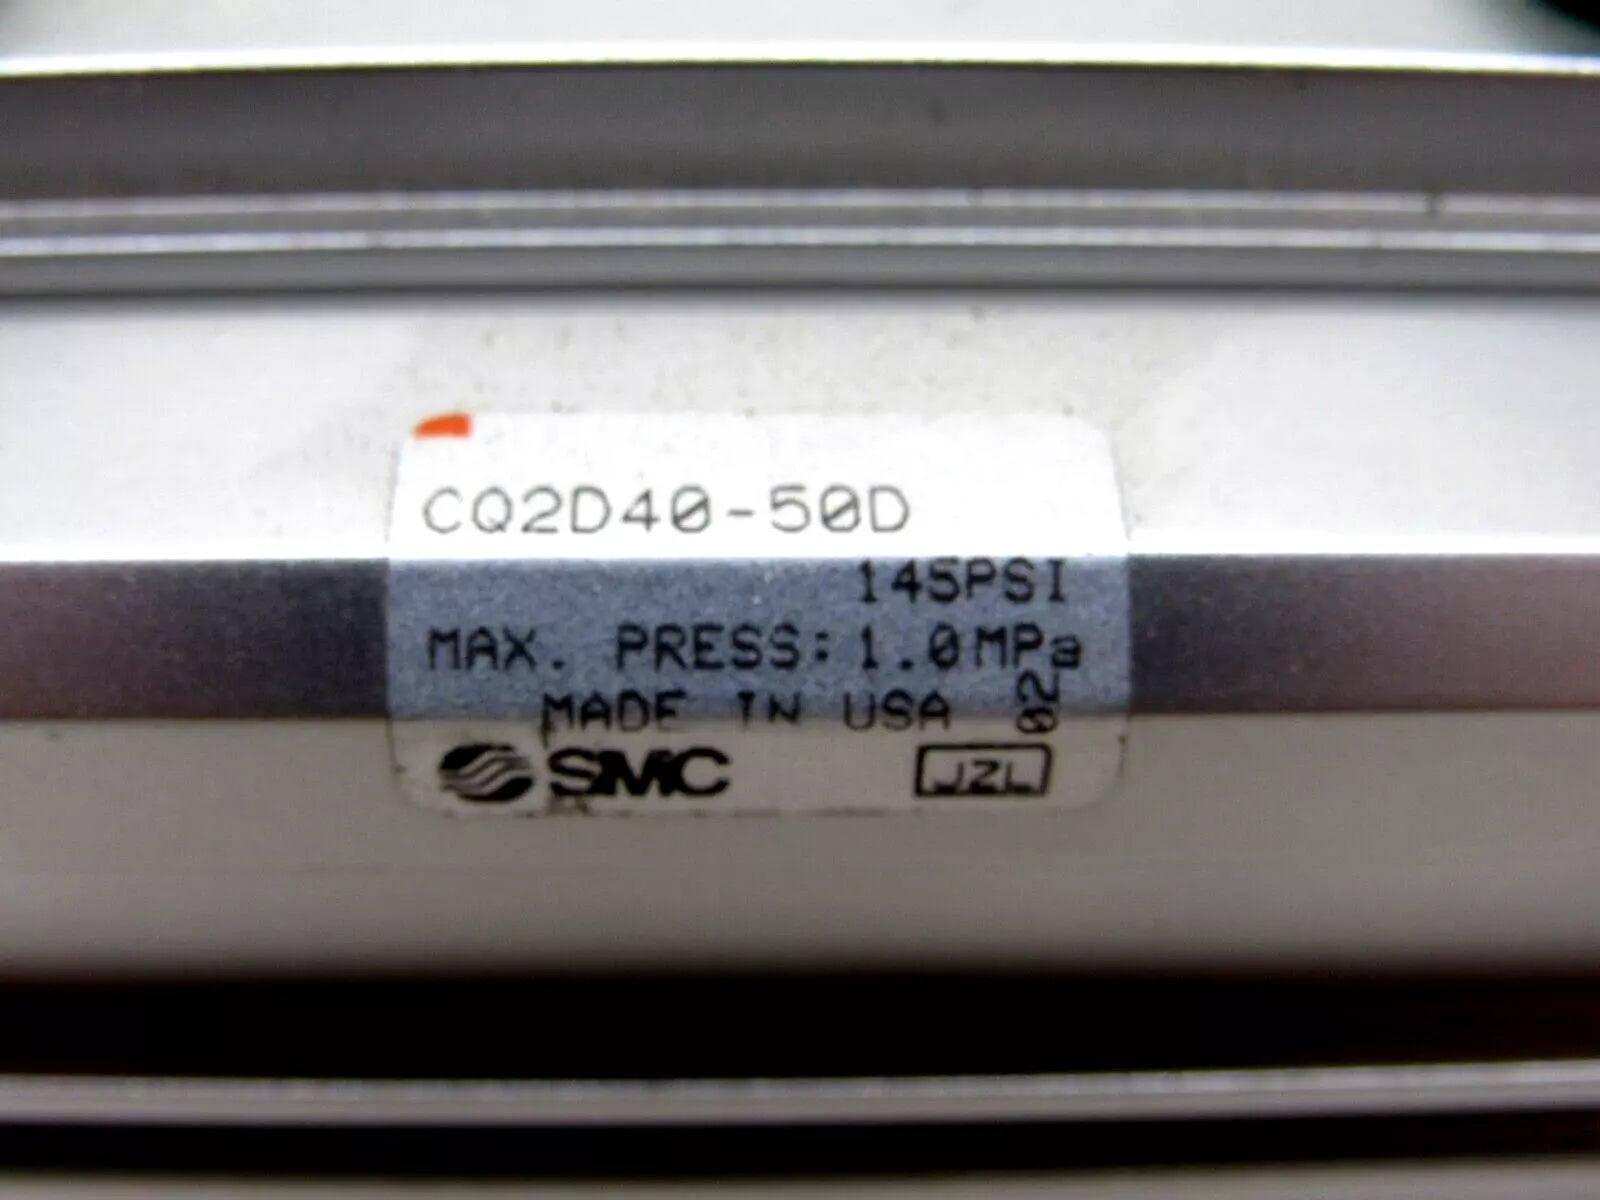 CQ2D40-50D
145PSI
MAX. PRESS: 1.0MPa
MADE IN USA 02
SMC JZL